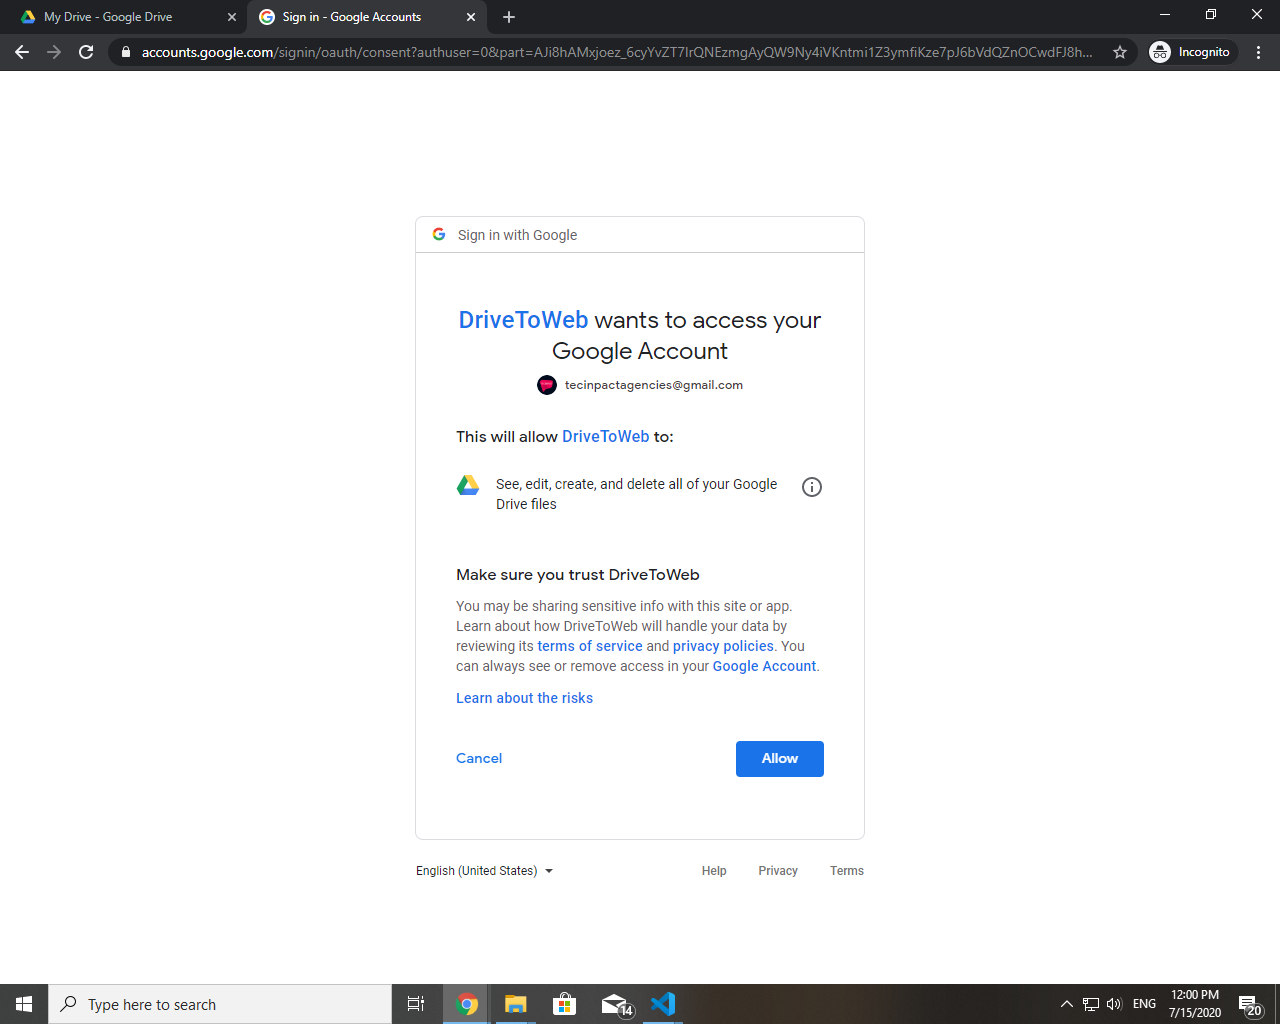 My Drive - Google Drive
Sign in - Google Accounts
accounts.google.com/signin/oauth/consent?authuser=0&part=AJi8hAMxjoez_6cyYvZT7lrQNEzmgAyQW9Ny4iVKntmi1Z3ymfiKze7pJ6bVdQZnOCwdFJ8h...
Incognito
Sign in with Google
DriveToWeb wants to access your
Google Account
tecinpactagencies@gmail.com
This will allow DriveToWeb to:
See, edit, create, and delete all of your Google
Drive files
Make sure you trust DriveToWeb
You may be sharing sensitive info with this site or app.
Learn about how DriveToWeb will handle your data by
reviewing its terms of service and privacy policies. You
can always see or remove access in your Google Account.
Learn about the risks
Cancel
Allow
English (United States)
Help
Privacy
Terms
Type here to search
14
ENG
12:00 PM
7/15/2020
20